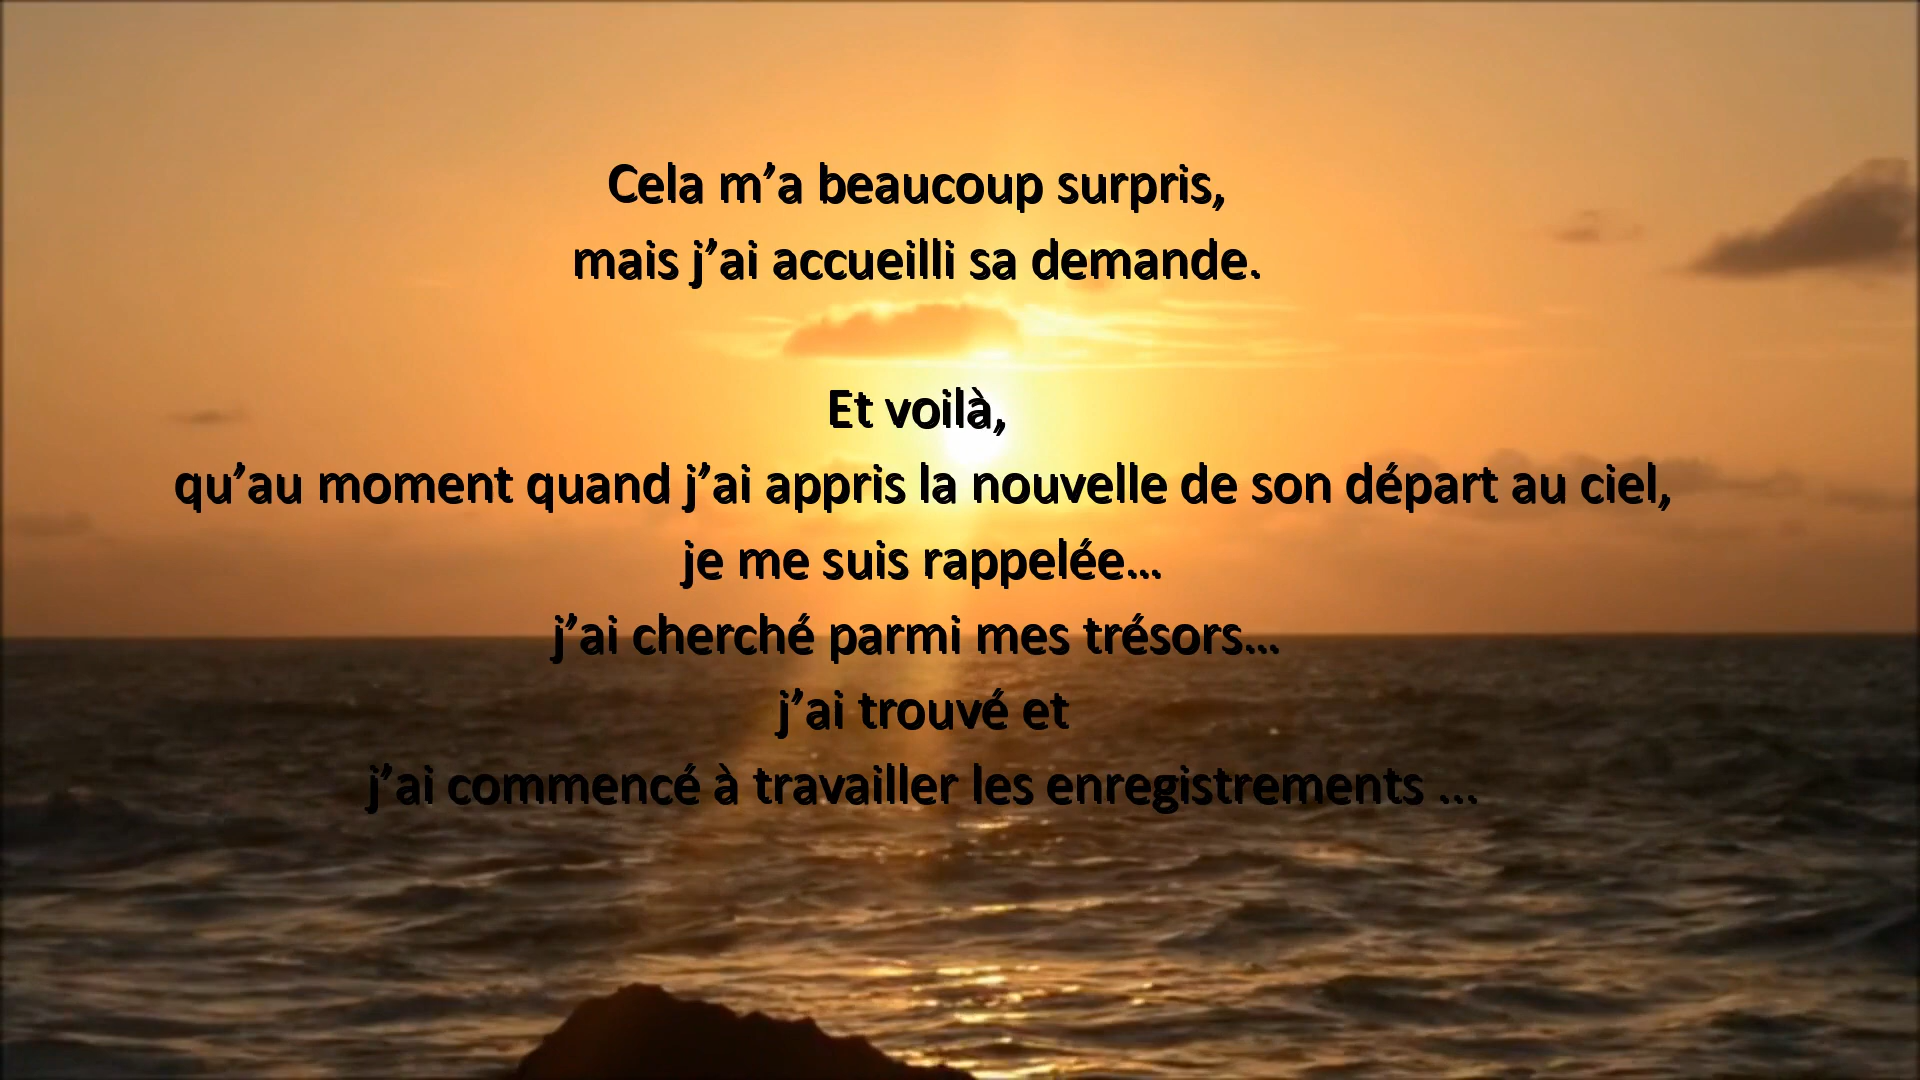 Cela m’a beaucoup surpris,
mais j’ai accueilli sa demande.
Et voilà,
qu’au moment quand j’ai appris la nouvelle de son départ au ciel,
je me suis rappelée…
j’ai cherché parmi mes trésors…
j’ai trouvé et
j’ai commencé à travailler les enregistrements …